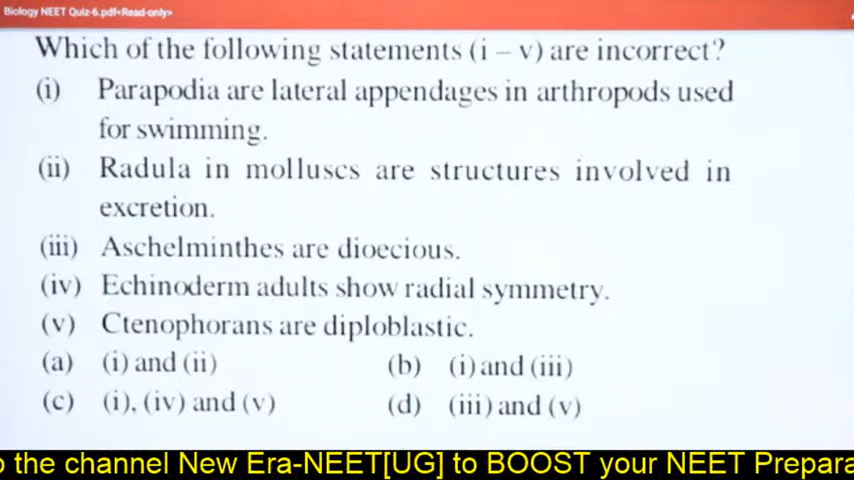 Biology NEET Quiz-6.pdf<Read-only>
Which of the following statements (i – v) are incorrect?
(i) Parapodia are lateral appendages in arthropods used
for swimming.
(ii) Radula in molluscs are structures involved in
excretion.
(iii) Aschelminthes are dioecious.
(iv) Echinoderm adults show radial symmetry.
(v) Ctenophorans are diploblastic.
(a) (i) and (ii) (b) (i) and (iii)
(c) (i), (iv) and (v) (d) (iii) and (v)
the channel New Era-NEET[UG] to BOOST your NEET